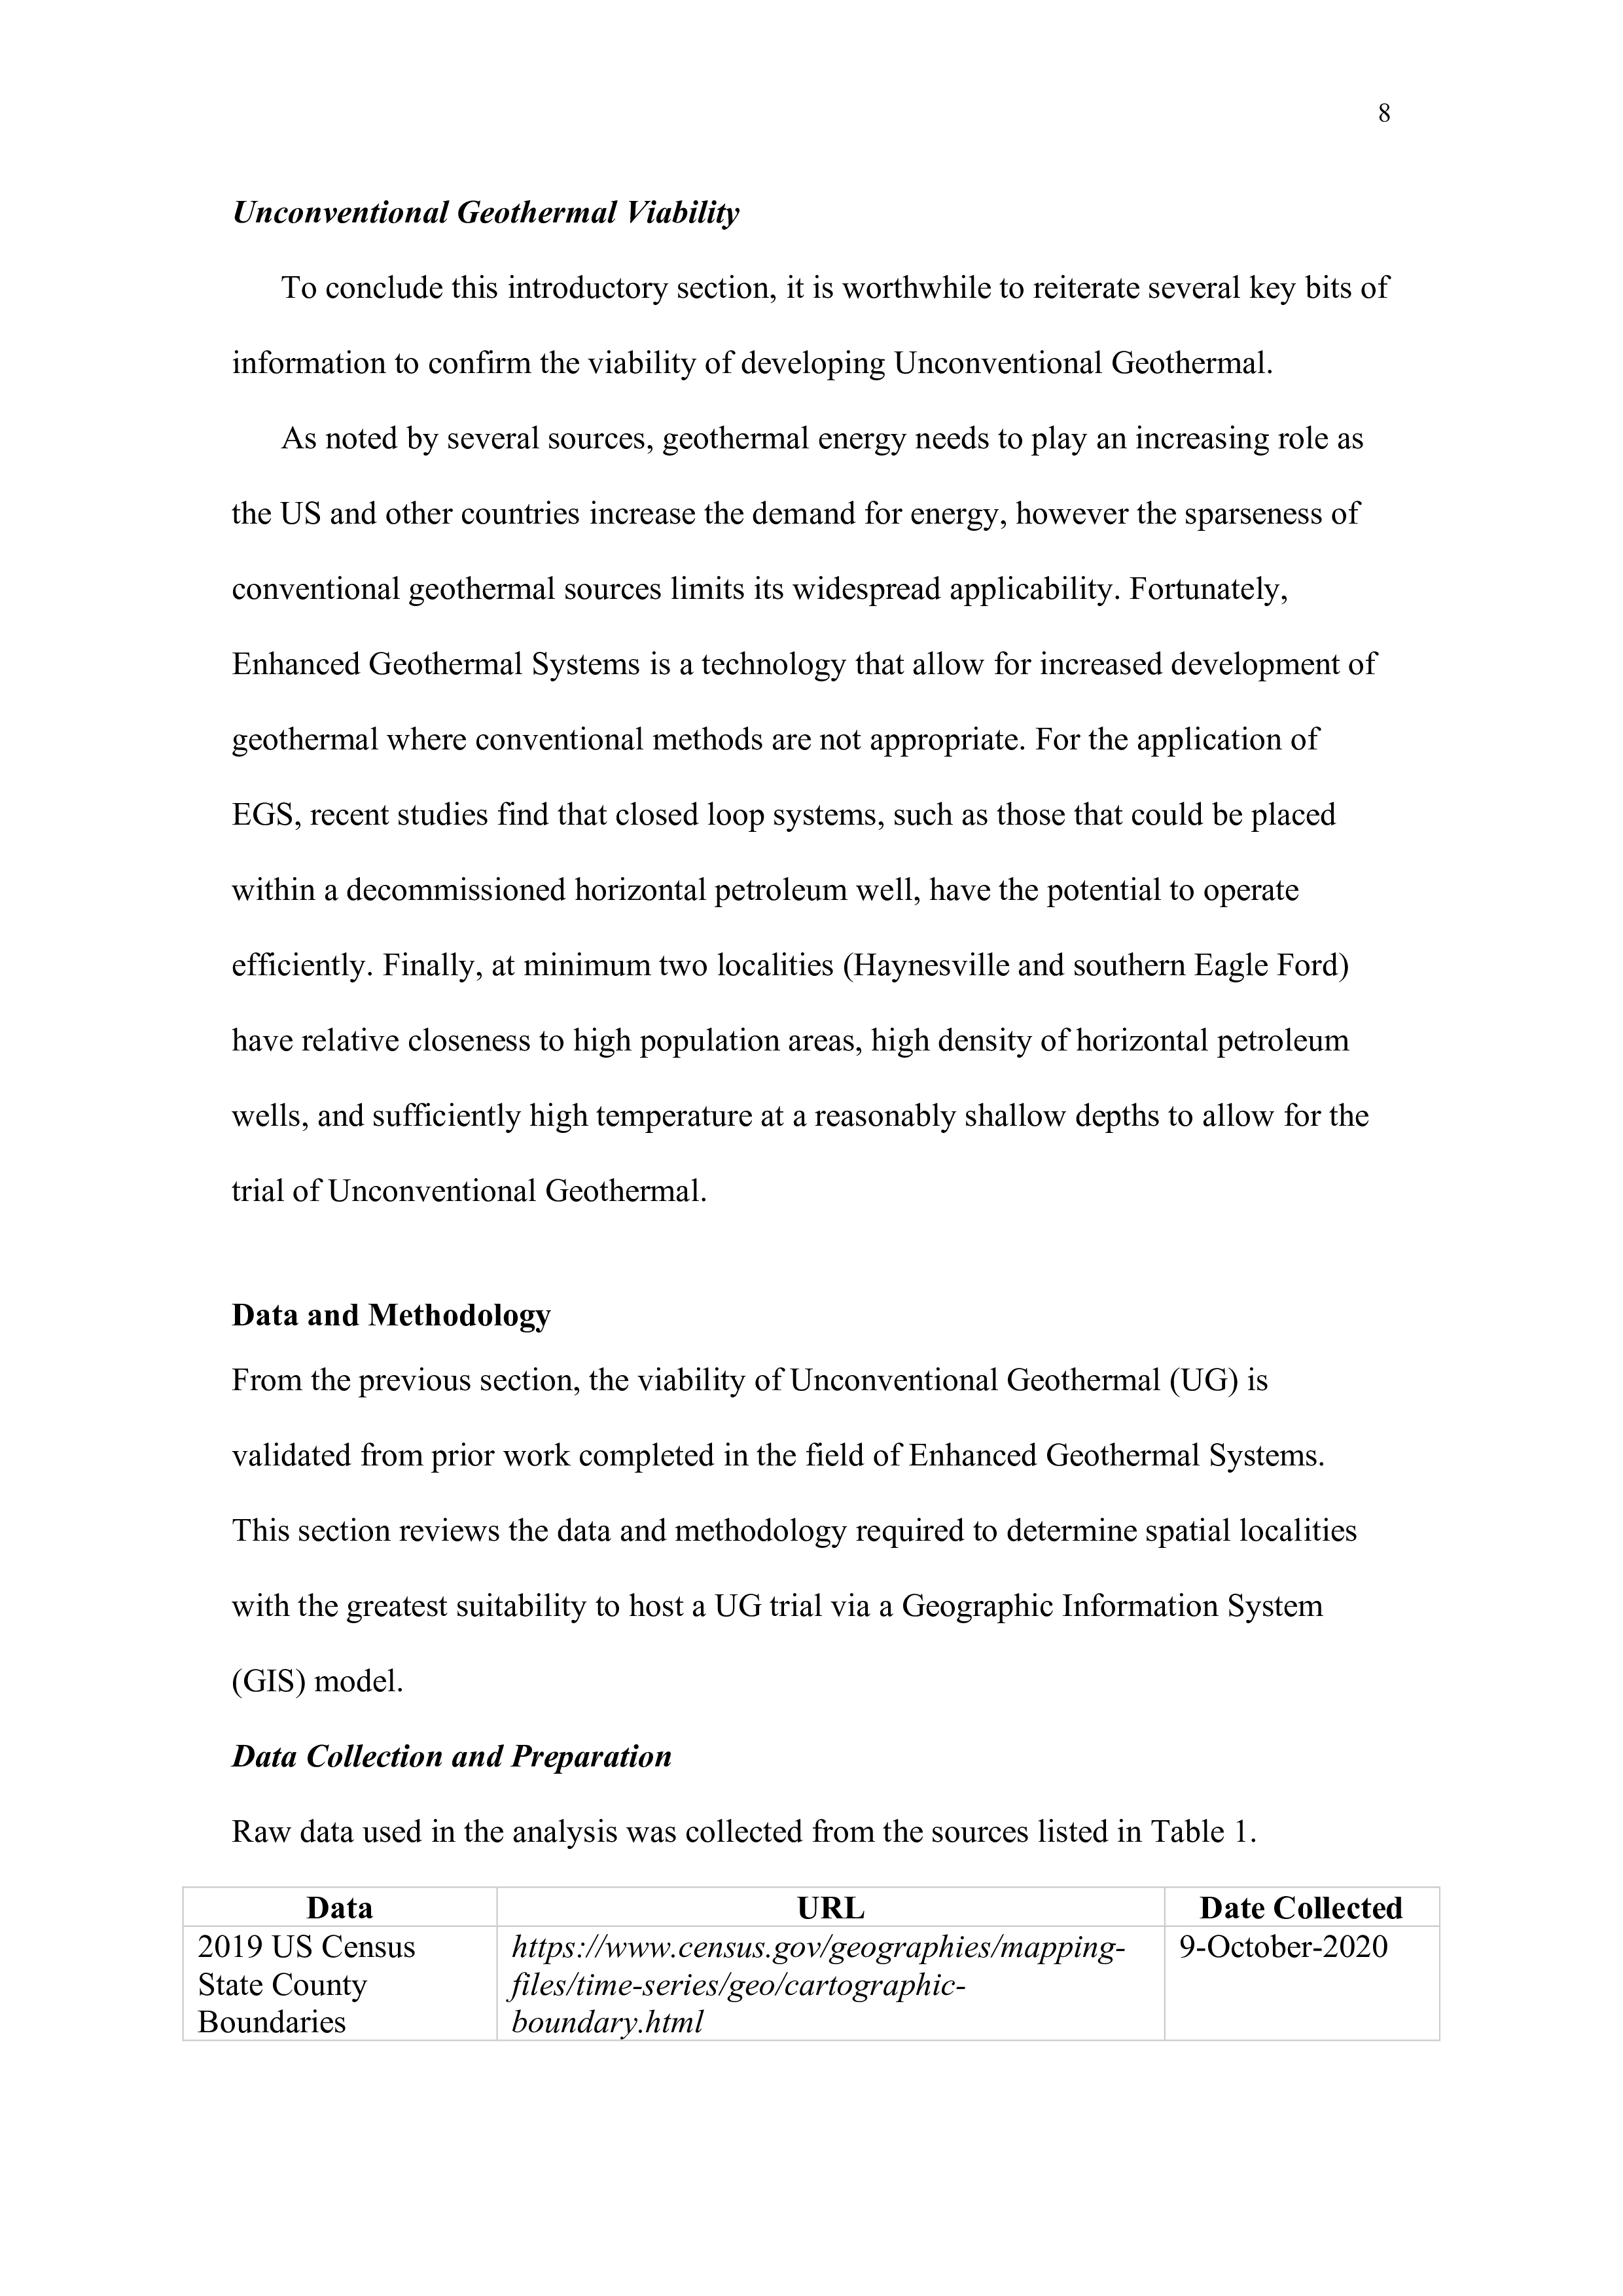 8
Unconventional Geothermal Viability
To conclude this introductory section, it is worthwhile to reiterate several key bits of
information to confirm the viability of developing Unconventional Geothermal.
As noted by several sources, geothermal energy needs to play an increasing role as
the US and other countries increase the demand for energy, however the sparseness of
conventional geothermal sources limits its widespread applicability. Fortunately,
Enhanced Geothermal Systems is a technology that allow for increased development of
geothermal where conventional methods are not appropriate. For the application of
EGS, recent studies find that closed loop systems, such as those that could be placed
within a decommissioned horizontal petroleum well, have the potential to operate
efficiently. Finally, at minimum two localities (Haynesville and southern Eagle Ford)
have relative closeness to high population areas, high density of horizontal petroleum
wells, and sufficiently high temperature at a reasonably shallow depths to allow for the
trial of Unconventional Geothermal.
Data and Methodology
From the previous section, the viability of Unconventional Geothermal (UG) is
validated from prior work completed in the field of Enhanced Geothermal Systems.
This section reviews the data and methodology required to determine spatial localities
with the greatest suitability to host a UG trial via a Geographic Information System
(GIS) model.
Data Collection and Preparation
Raw data used in the analysis was collected from the sources listed in Table 1.
Data URL Date Collected
2019 US Census https://www.census.gov/geographies/mapping- 9-October-2020
State County files/time-series/geo/cartographic-
Boundaries boundary.html